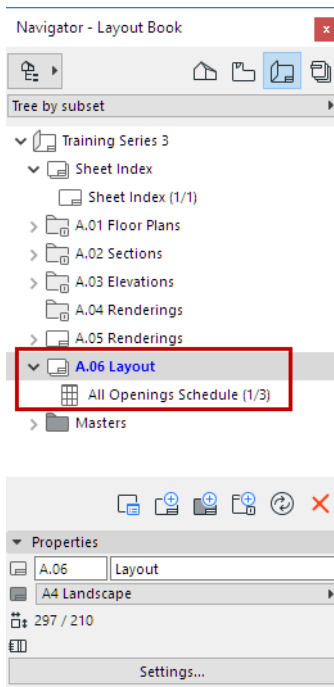 Navigator - Layout Book
x
Tree by subset
Training Series 3
Sheet Index
Sheet Index (1/1)
A.01 Floor Plans
A.02 Sections
A.03 Elevations
A.04 Renderings
A.05 Renderings
A.06 Layout
All Openings Schedule (1/3)
Masters
Properties
A.06 Layout
A4 Landscape
297 / 210
Settings...